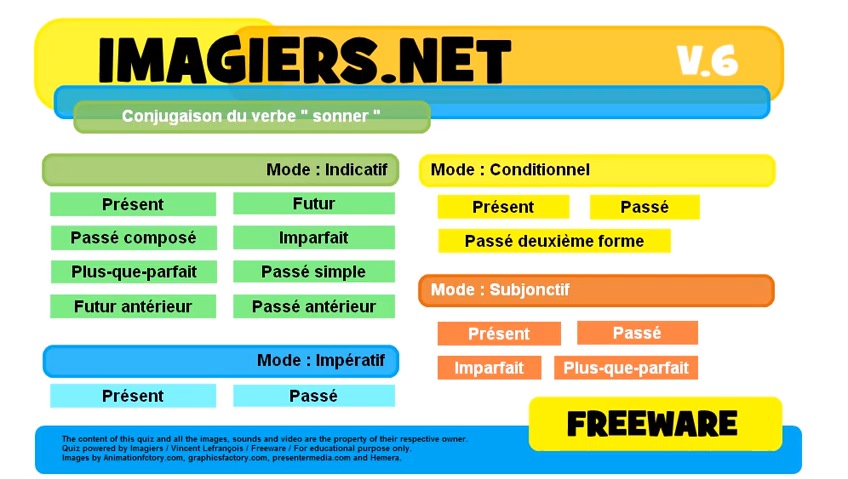 IMAGIERS.NET
V.6
Conjugaison du verbe " sonner "
Mode : Indicatif
Présent
Futur
Passé composé
Imparfait
Plus-que-parfait
Passé simple
Futur antérieur
Passé antérieur
Mode : Impératif
Présent
Passé
Mode : Conditionnel
Présent
Passé
Passé deuxième forme
Mode : Subjonctif
Présent
Passé
Imparfait
Plus-que-parfait
FREEWARE
The content of this quiz and all the images, sounds and video are the property of their respective owner.
Quiz powered by Imagiers / Vincent Lefrançois / Freeware / For educational purpose only.
Images by Animationfctory.com, graphicsfactory.com, presentermedia.com and Hemera.